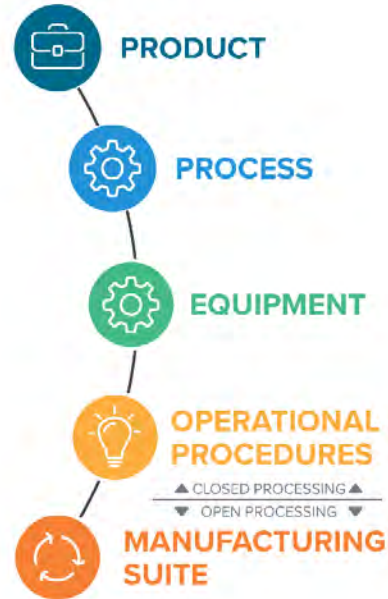 PRODUCT
PROCESS
EQUIPMENT
OPERATIONAL
PROCEDURES
▲ CLOSED PROCESSING ▲
▼ OPEN PROCESSING ▼
MANUFACTURING
SUITE